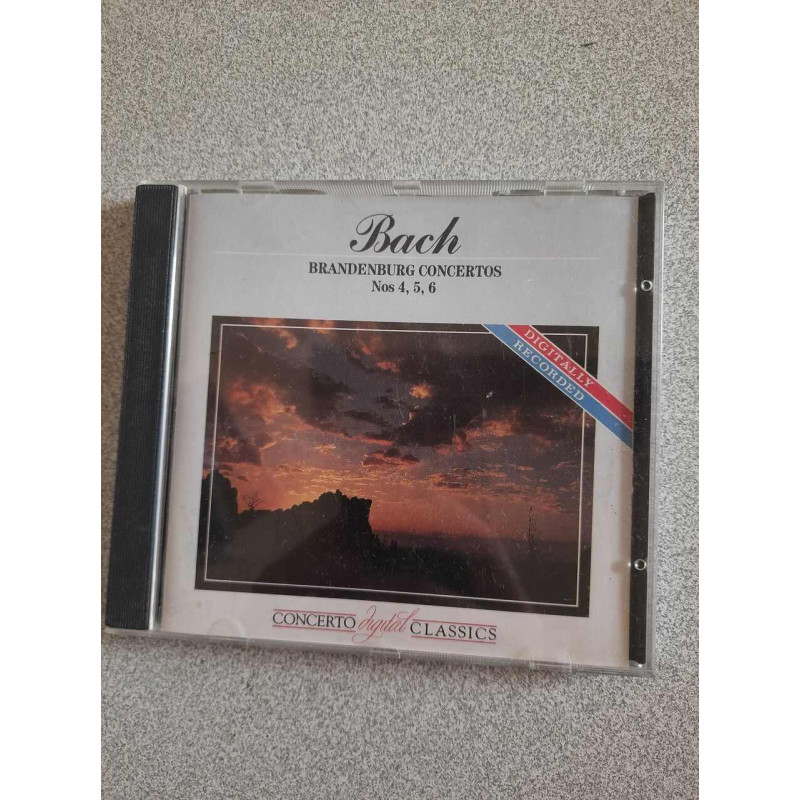 Bach
BRANDENBURG CONCERTOS
Nos 4, 5, 6
DIGITALLY
RECORDED
CONCERTO digital CLASSICS